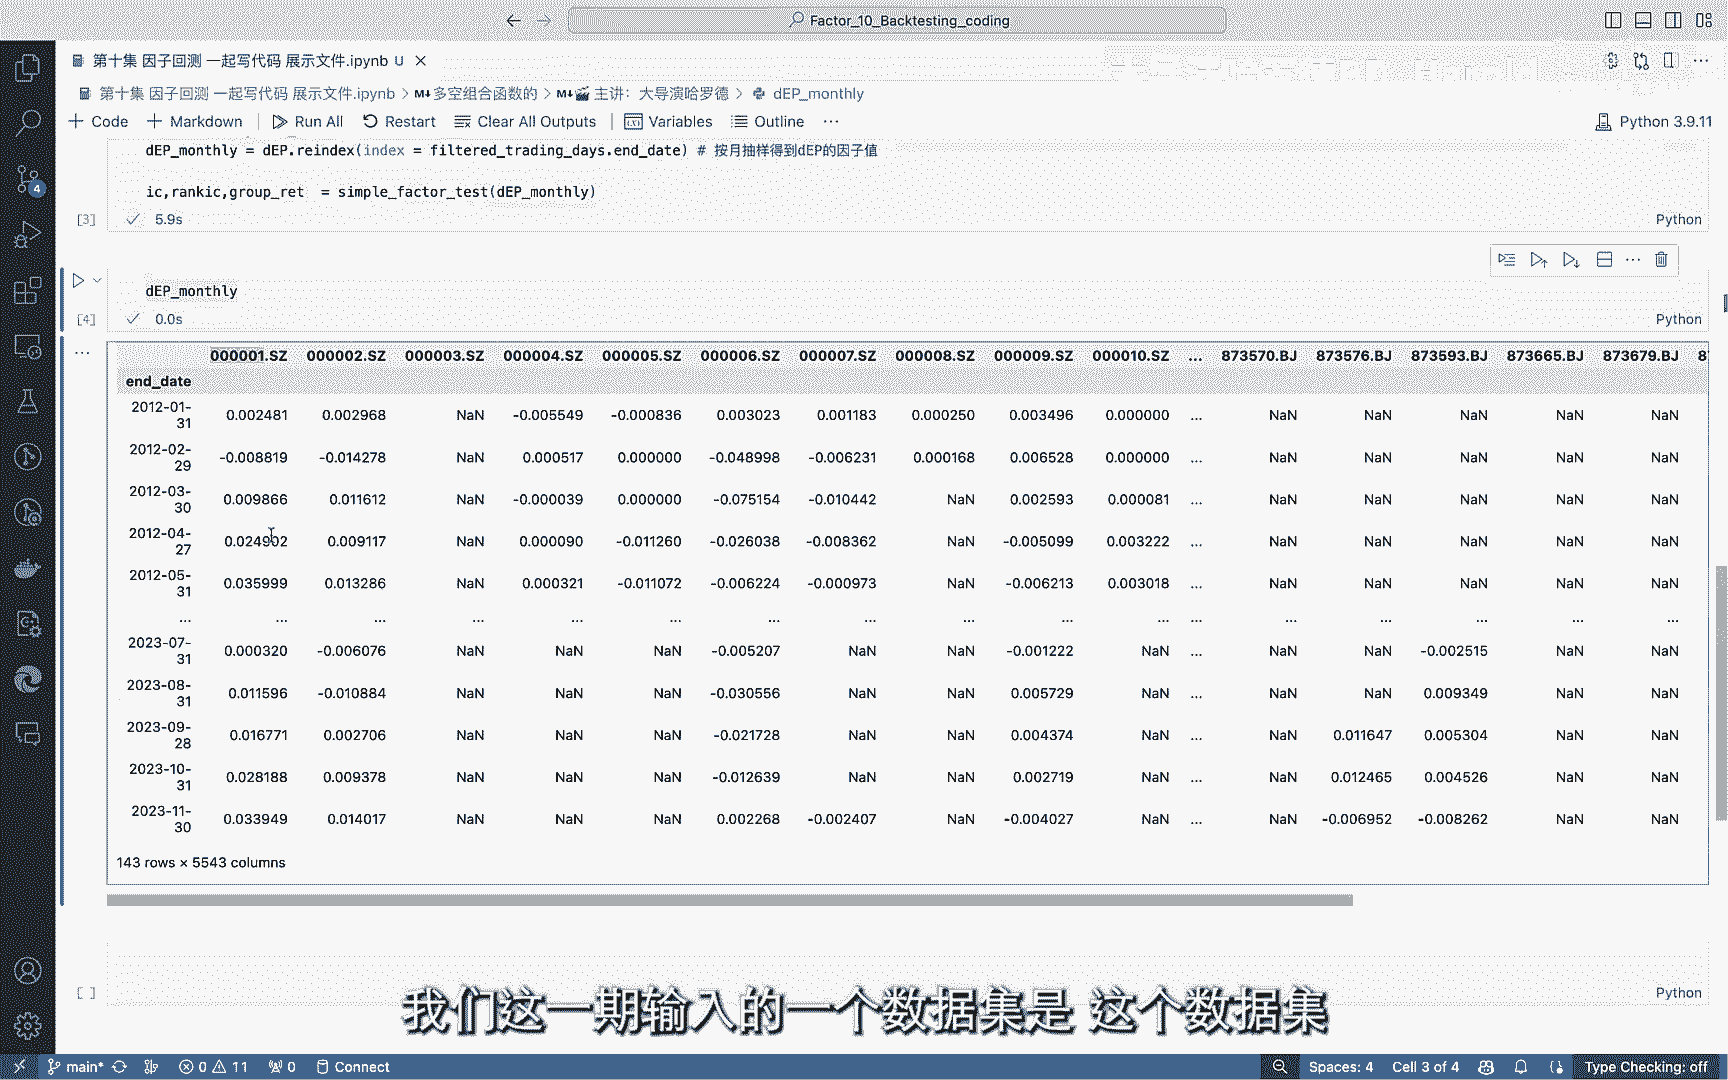 Factor_10_Backtesting_coding
第十集 因子回测 一起写代码 展示文件.ipynb U
第十集 因子回测 一起写代码 展示文件.ipynb > M↓多空组合函数的 > M↓🎬 主讲：大导演哈罗德 > dEP_monthly
+ Code + Markdown Run All Restart Clear All Outputs Variables Outline ... Python 3.9.11
dEP_monthly = dEP.reindex(index = filtered_trading_days.end_date) # 按月抽样得到dEP的因子值
ic,rankic,group_ret = simple_factor_test(dEP_monthly)
[3] ✓ 5.9s Python
dEP_monthly
[4] ✓ 0.0s Python
000001.SZ 000002.SZ 000003.SZ 000004.SZ 000005.SZ 000006.SZ 000007.SZ 000008.SZ 000009.SZ 000010.SZ ... 873570.BJ 873576.BJ 873593.BJ 873665.BJ 873679.BJ 8
end_date
2012-01-31 0.002481 0.002968 NaN -0.005549 -0.000836 0.003023 0.001183 0.000250 0.003496 0.000000 ... NaN NaN NaN NaN NaN
2012-02-29 -0.008819 -0.014278 NaN 0.000517 0.000000 -0.048998 -0.006231 0.000168 0.006528 0.000000 ... NaN NaN NaN NaN NaN
2012-03-30 0.009866 0.011612 NaN -0.000039 0.000000 -0.075154 -0.010442 NaN 0.002593 0.000081 ... NaN NaN NaN NaN NaN
2012-04-27 0.024902 0.009117 NaN 0.000090 -0.011260 -0.026038 -0.008362 NaN -0.005099 0.003222 ... NaN NaN NaN NaN NaN
2012-05-31 0.035999 0.013286 NaN 0.000321 -0.011072 -0.006224 -0.000973 NaN -0.006213 0.003018 ... NaN NaN NaN NaN NaN
... ... ... ... ... ... ... ... ... ... ... ... ... ... ... ... ...
2023-07-31 0.000320 -0.006076 NaN NaN NaN -0.005207 NaN NaN -0.001222 NaN ... NaN NaN -0.002515 NaN NaN
2023-08-31 0.011596 -0.010884 NaN NaN NaN -0.030556 NaN NaN 0.005729 NaN ... NaN NaN 0.009349 NaN NaN
2023-09-28 0.016771 0.002706 NaN NaN NaN -0.021728 NaN NaN 0.004374 NaN ... NaN 0.011647 0.005304 NaN NaN
2023-10-31 0.028188 0.009378 NaN NaN NaN -0.012639 NaN NaN 0.002719 NaN ... NaN 0.012465 0.004526 NaN NaN
2023-11-30 0.033949 0.014017 NaN NaN NaN 0.002268 -0.002407 NaN -0.004027 NaN ... NaN -0.006952 -0.008262 NaN NaN
143 rows × 5543 columns
[ ] Python
我们这一期输入的一个数据集是 这个数据集
4
main* 0 11 0 Connect Spaces: 4 Cell 3 of 4 Type Checking: off